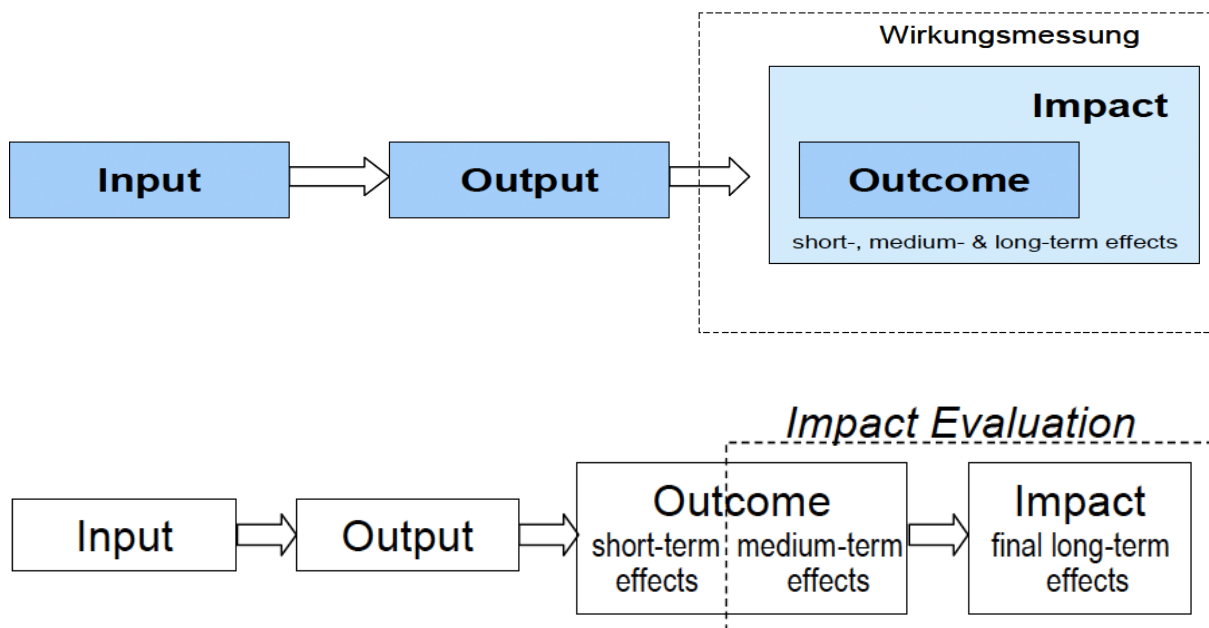 Wirkungsmessung
Impact
Input
Output
Outcome
short-, medium- & long-term effects
Impact Evaluation
Input
Output
Outcome
short-term
effects
medium-term
effects
Impact
final long-term
effects